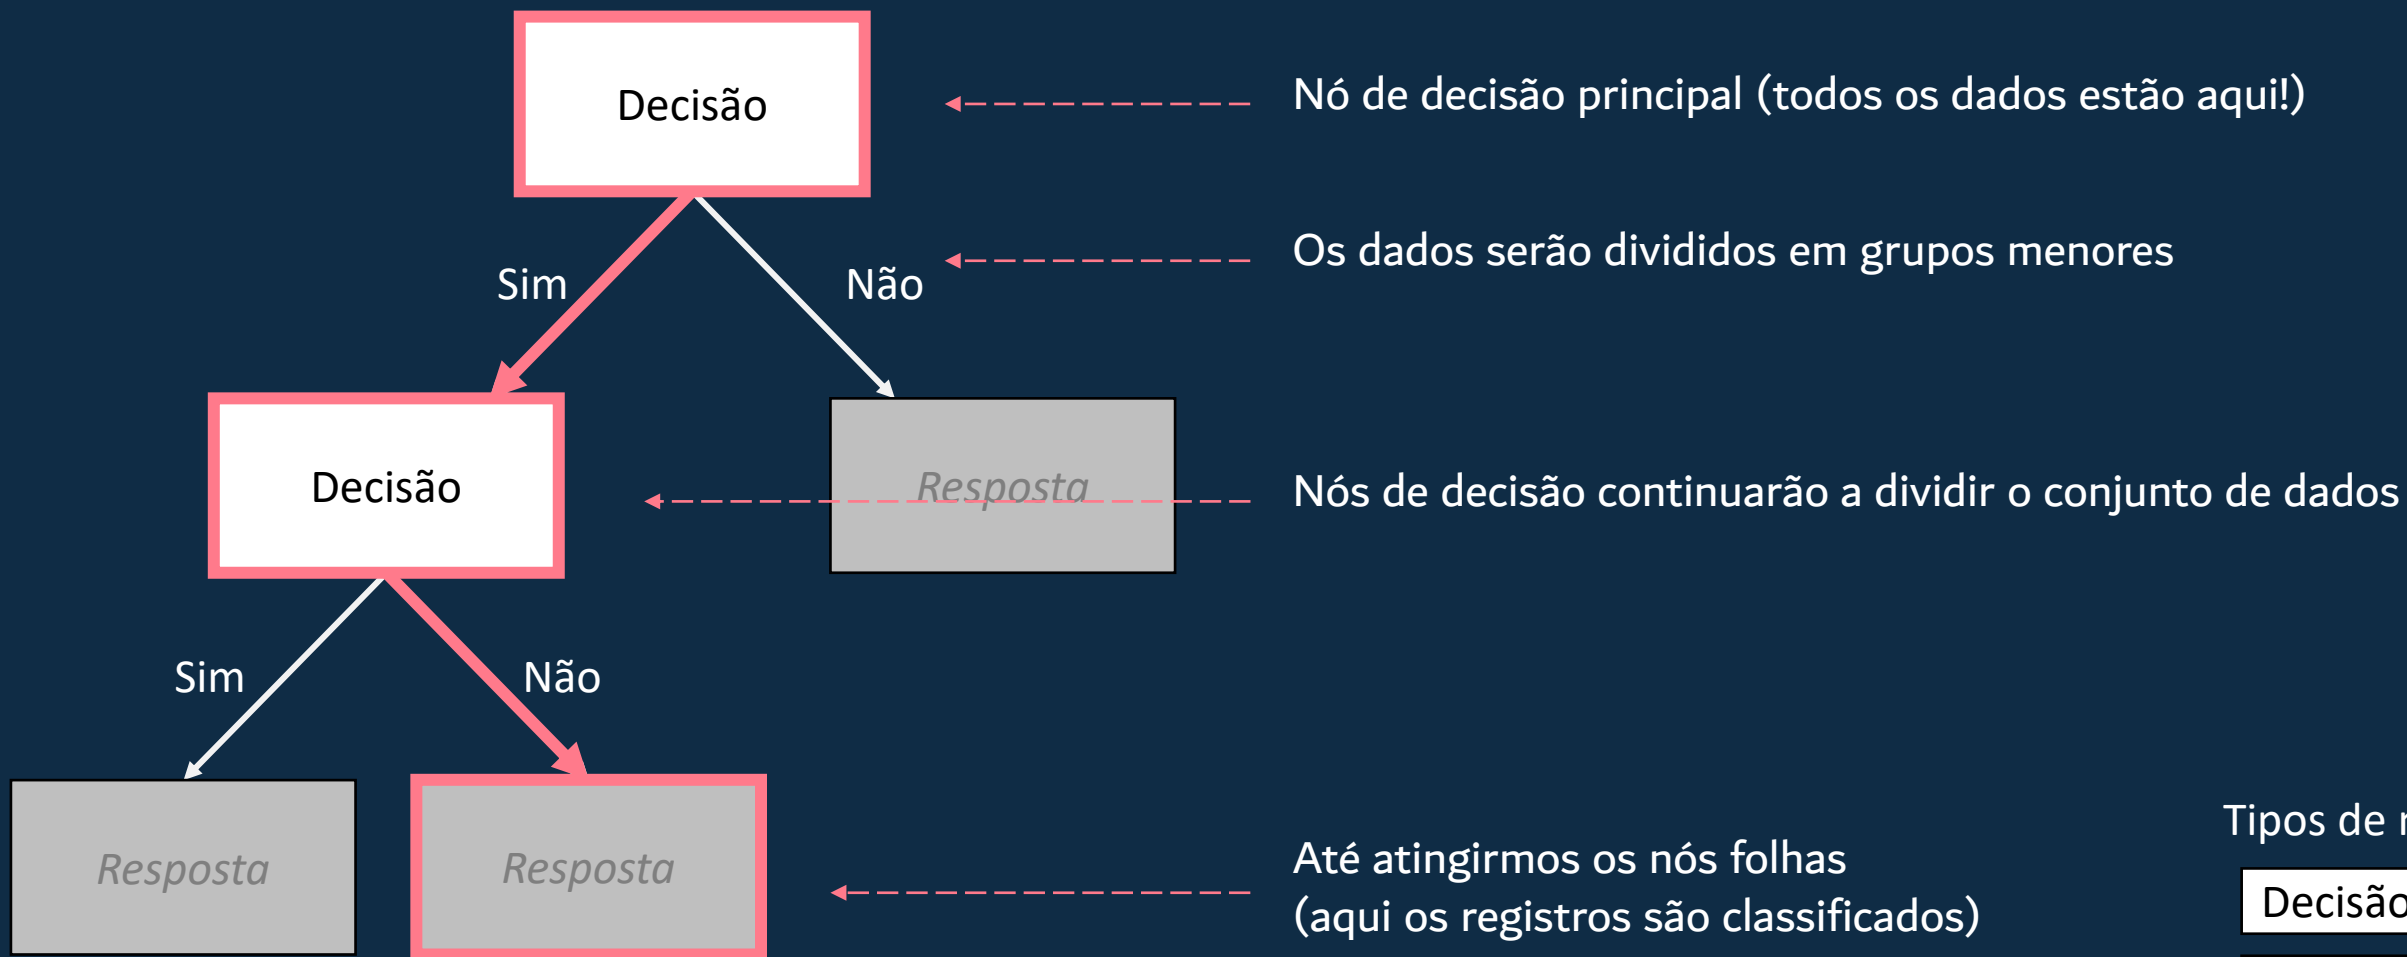 Decisão
Nó de decisão principal (todos os dados estão aqui!)
Os dados serão divididos em grupos menores
Sim
Não
Decisão
Resposta
Nós de decisão continuarão a dividir o conjunto de dados
Sim
Não
Resposta
Resposta
Até atingirmos os nós folhas
(aqui os registros são classificados)
Tipos de
Decisão